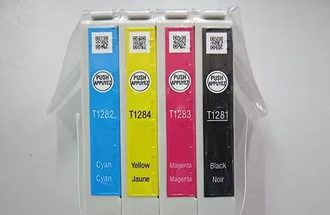 PUSH
APPUYEZ
T1282
Cyan
Cyan
PUSH
APPUYEZ
T1284
Yellow
Jaune
PUSH
APPUYEZ
T1283
Magenta
Magenta
PUSH
APPUYEZ
T1281
Black
Noir